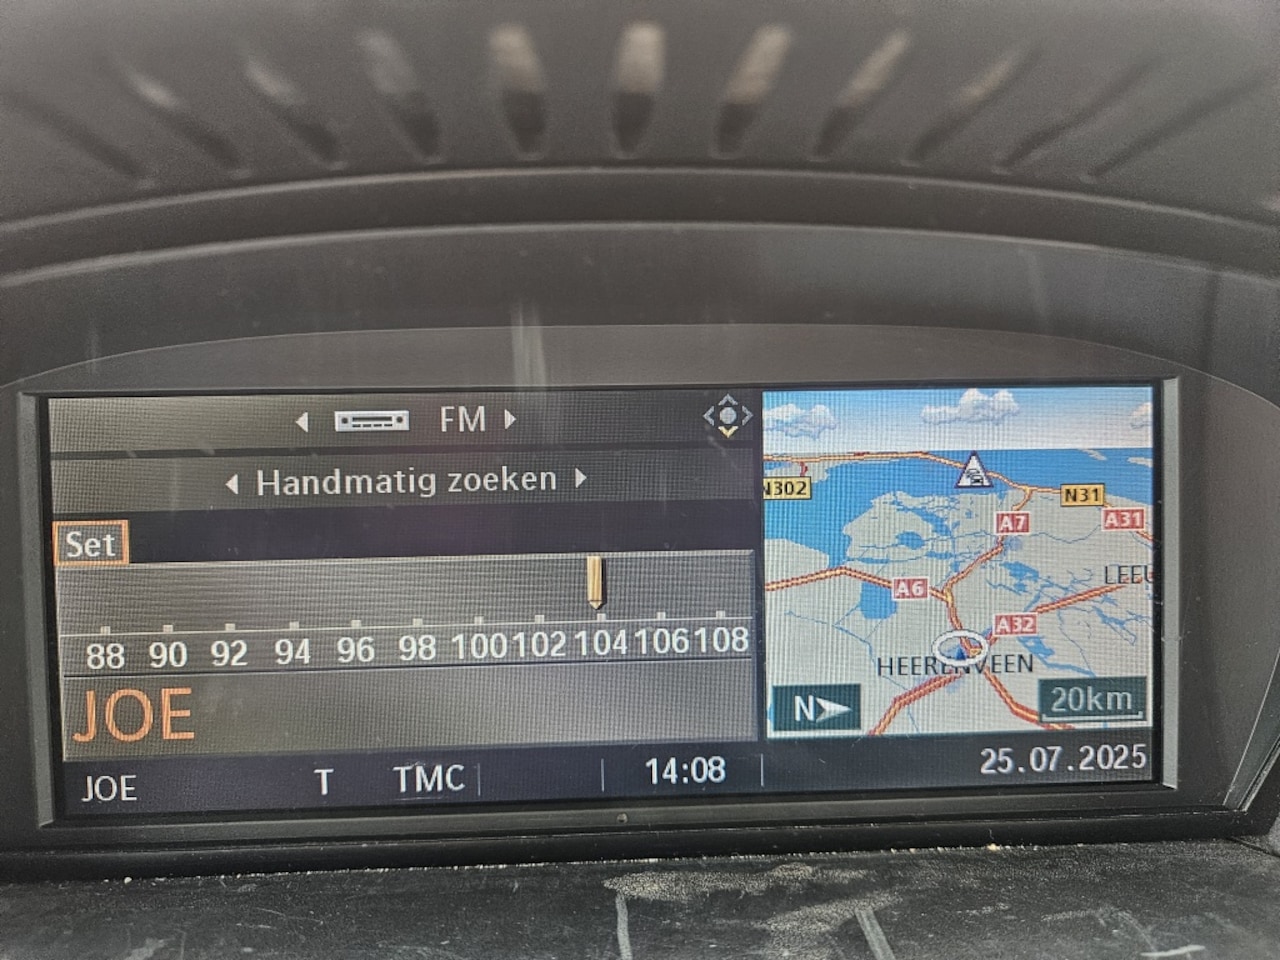 FM
Handmatig zoeken
Set
88 90 92 94 96 98 100 102 104 106 108
JOE
JOE T TMC 14:08 25.07.2025
N302
N31
A7
A31
LEEU
A6
A32
HEERENVEEN
N
20km